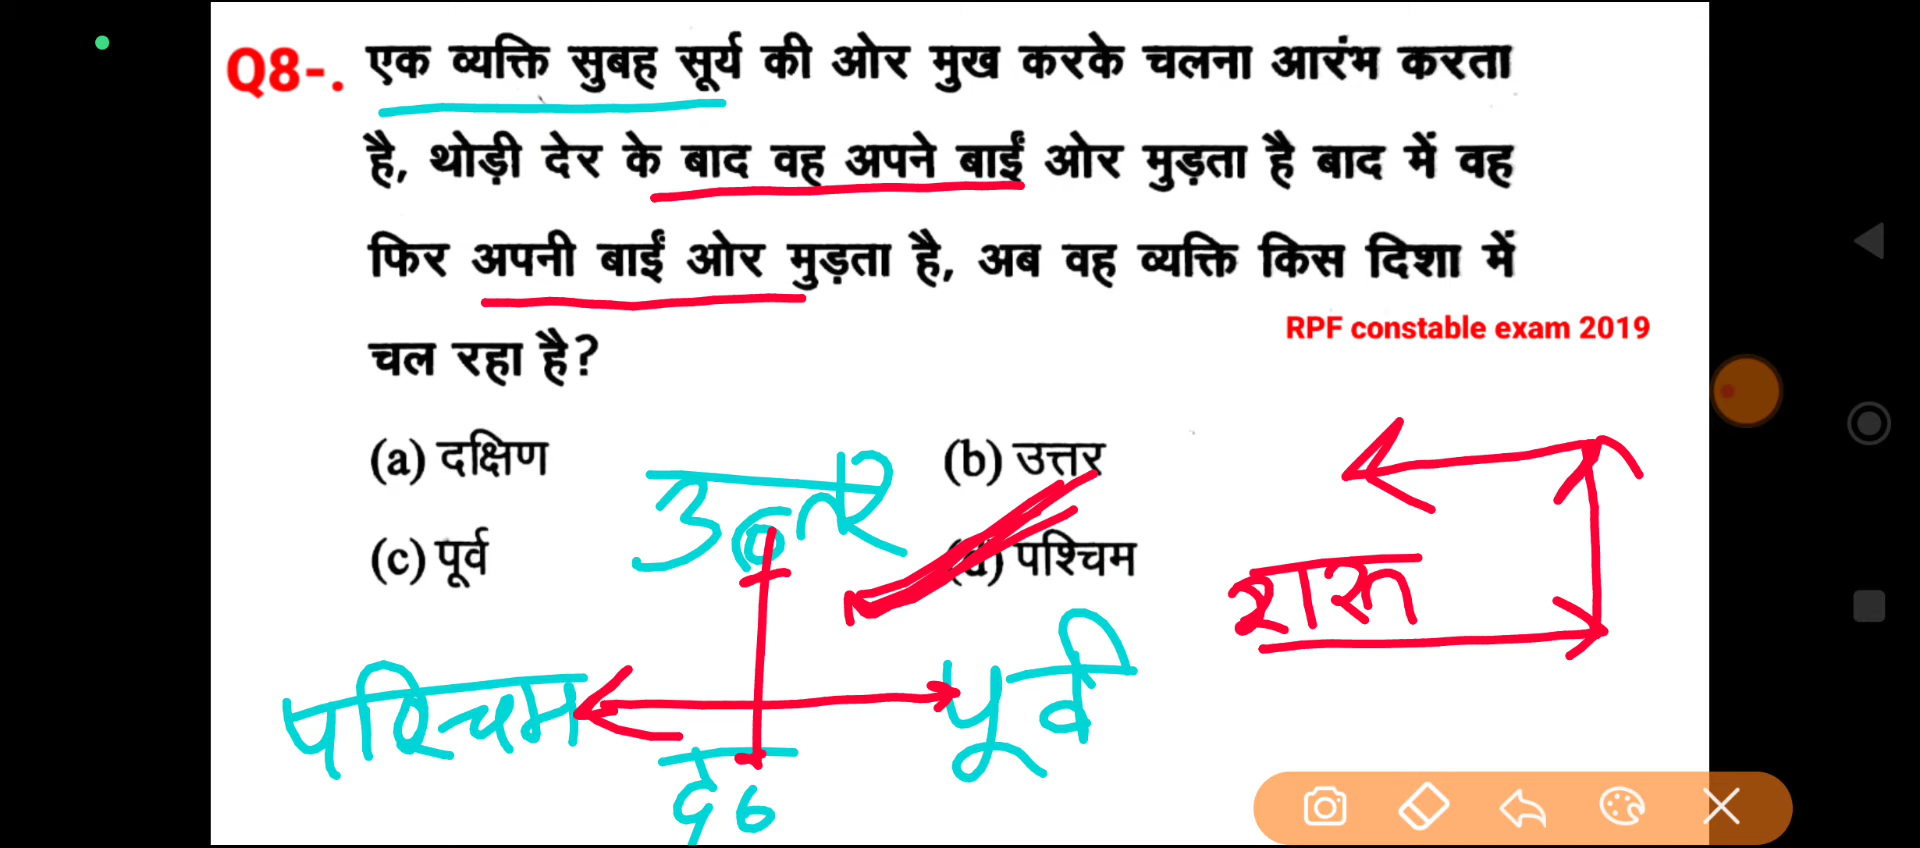 Q8-. एक व्यक्ति सुबह सूर्य की ओर मुख करके चलना आरंभ करता
है, थोड़ी देर के बाद वह अपने बाईं ओर मुड़ता है बाद में वह
फिर अपनी बाईं ओर मुड़ता है, अब वह व्यक्ति किस दिशा में
RPF constable exam 2019
चल रहा है?
(a) दक्षिण (b) उत्तर
उत्तर
(c) पूर्व (d) पश्चिम
शुरू
पश्चिम पूर्व